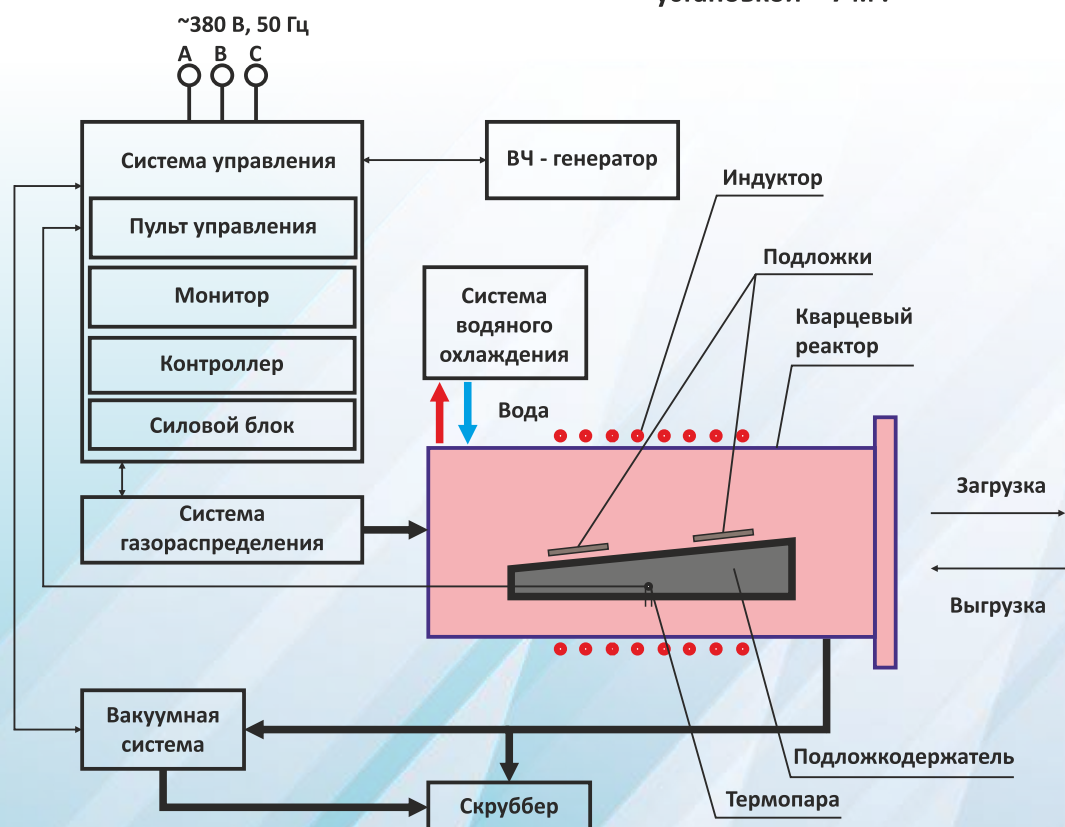 ~380 В, 50 Гц
A B C
Система управления
Пульт управления
Монитор
Контроллер
Силовой блок
ВЧ - генератор
Индуктор
Подложки
Система
водяного
охлаждения
Кварцевый
реактор
Вода
Загрузка
Выгрузка
Система
газораспределения
Вакуумная
система
Подложкодержатель
Термопара
Скруббер